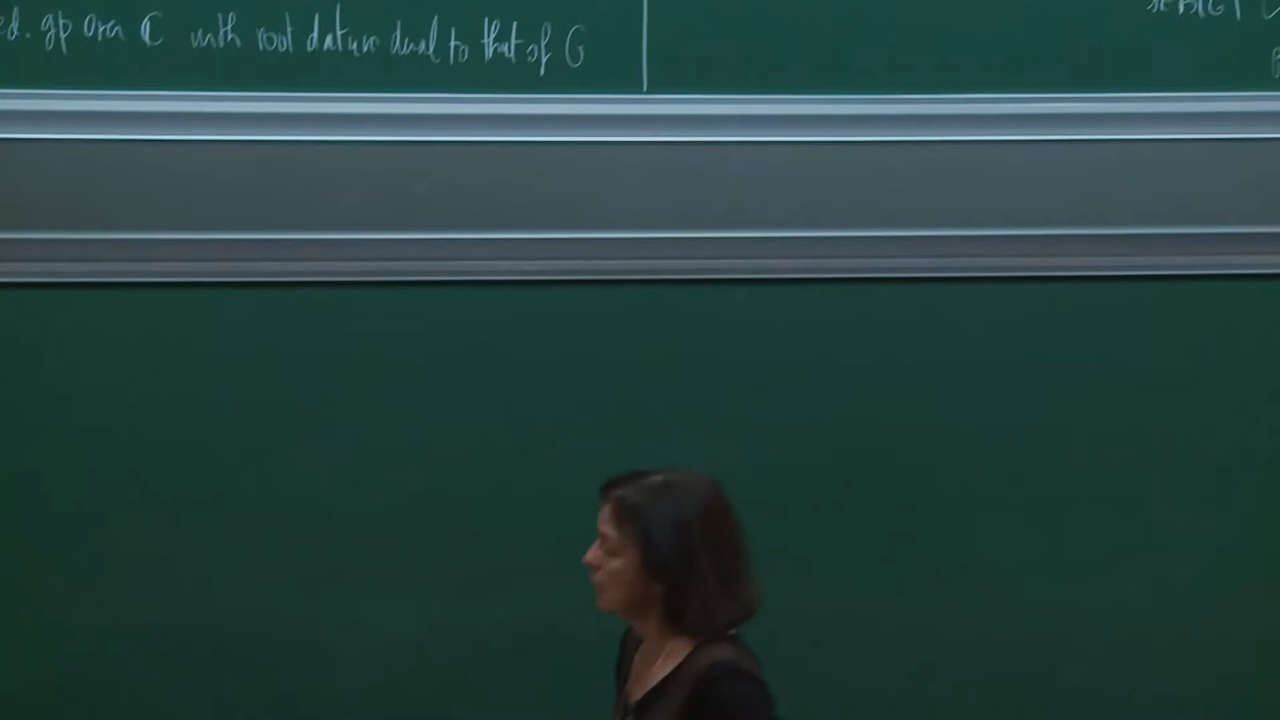 ed. gp over ℂ with root datum dual to that of G